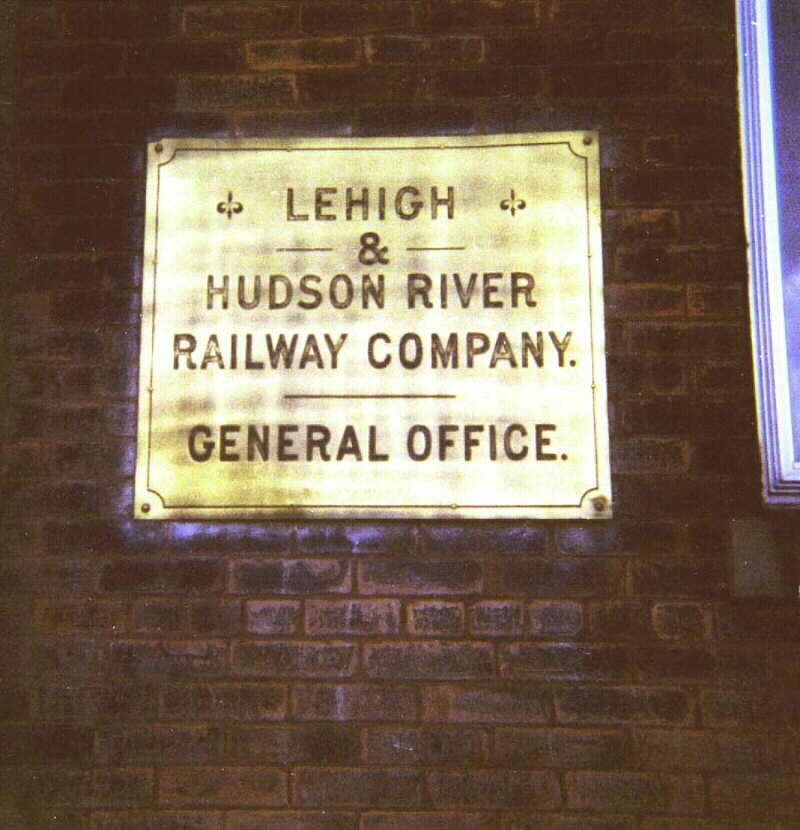 LEHIGH
&
HUDSON RIVER
RAILWAY COMPANY.
GENERAL OFFICE.